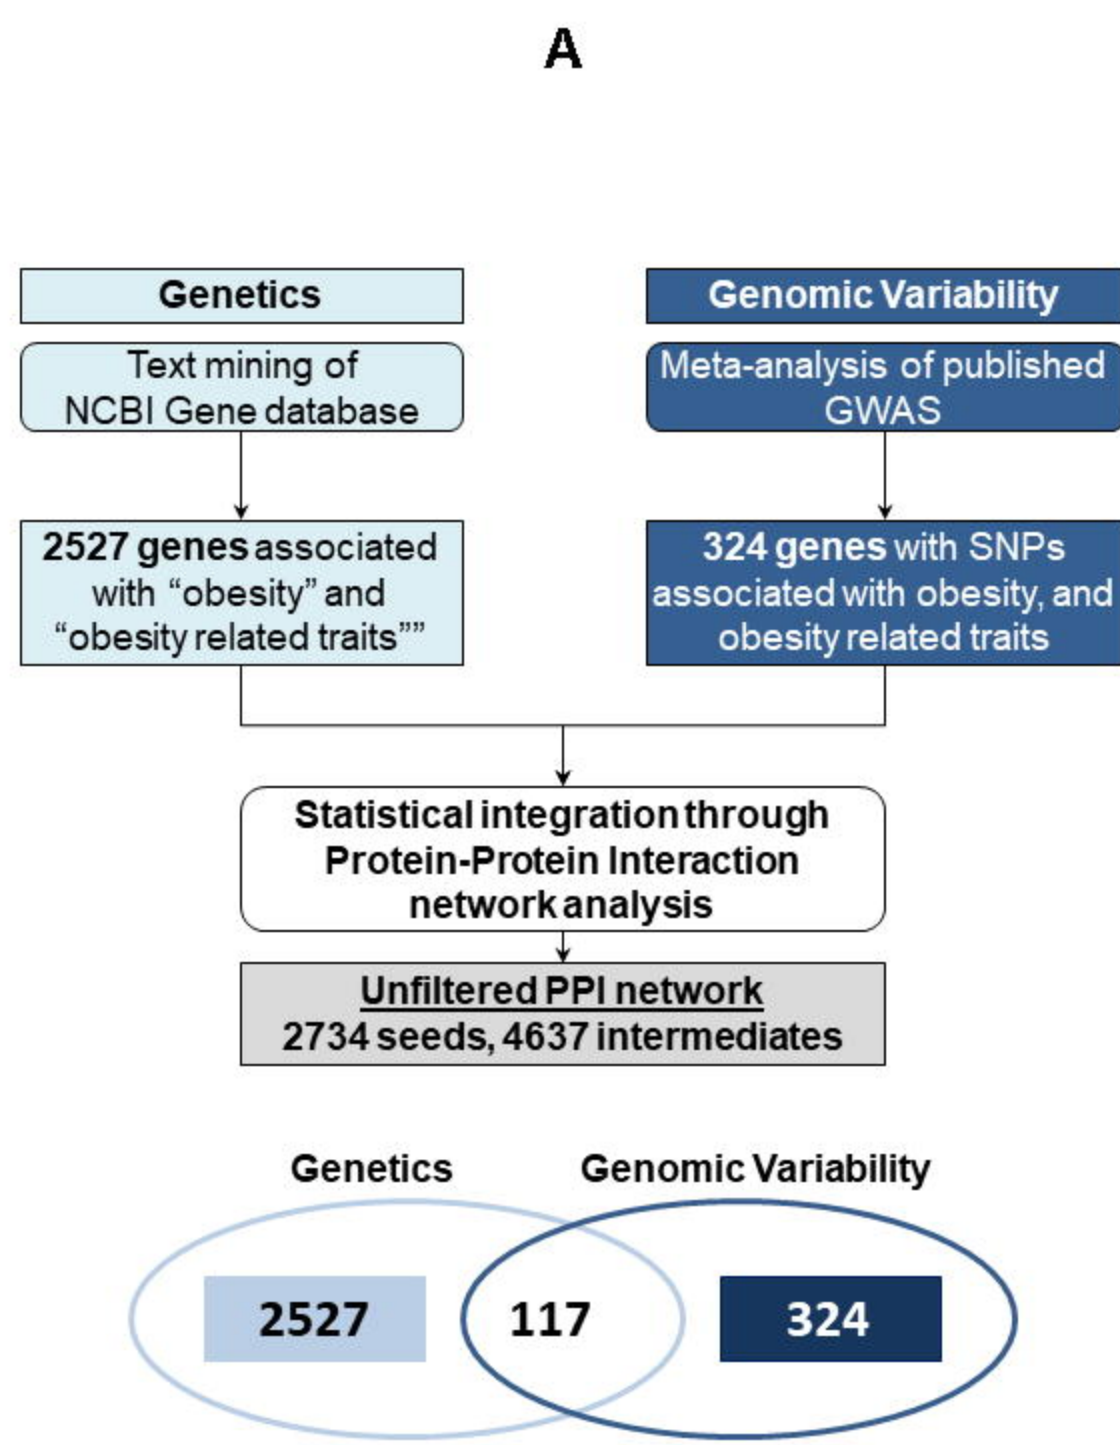 A
Genetics
Text mining of
NCBI Gene database
2527 genes associated
with “obesity” and
“obesity related traits””
Genomic Variability
Meta-analysis of published
GWAS
324 genes with SNPs
associated with obesity, and
obesity related traits
Statistical integration through
Protein-Protein Interaction
network analysis
Unfiltered PPI network
2734 seeds, 4637 intermediates
Genetics
Genomic Variability
2527
117
324